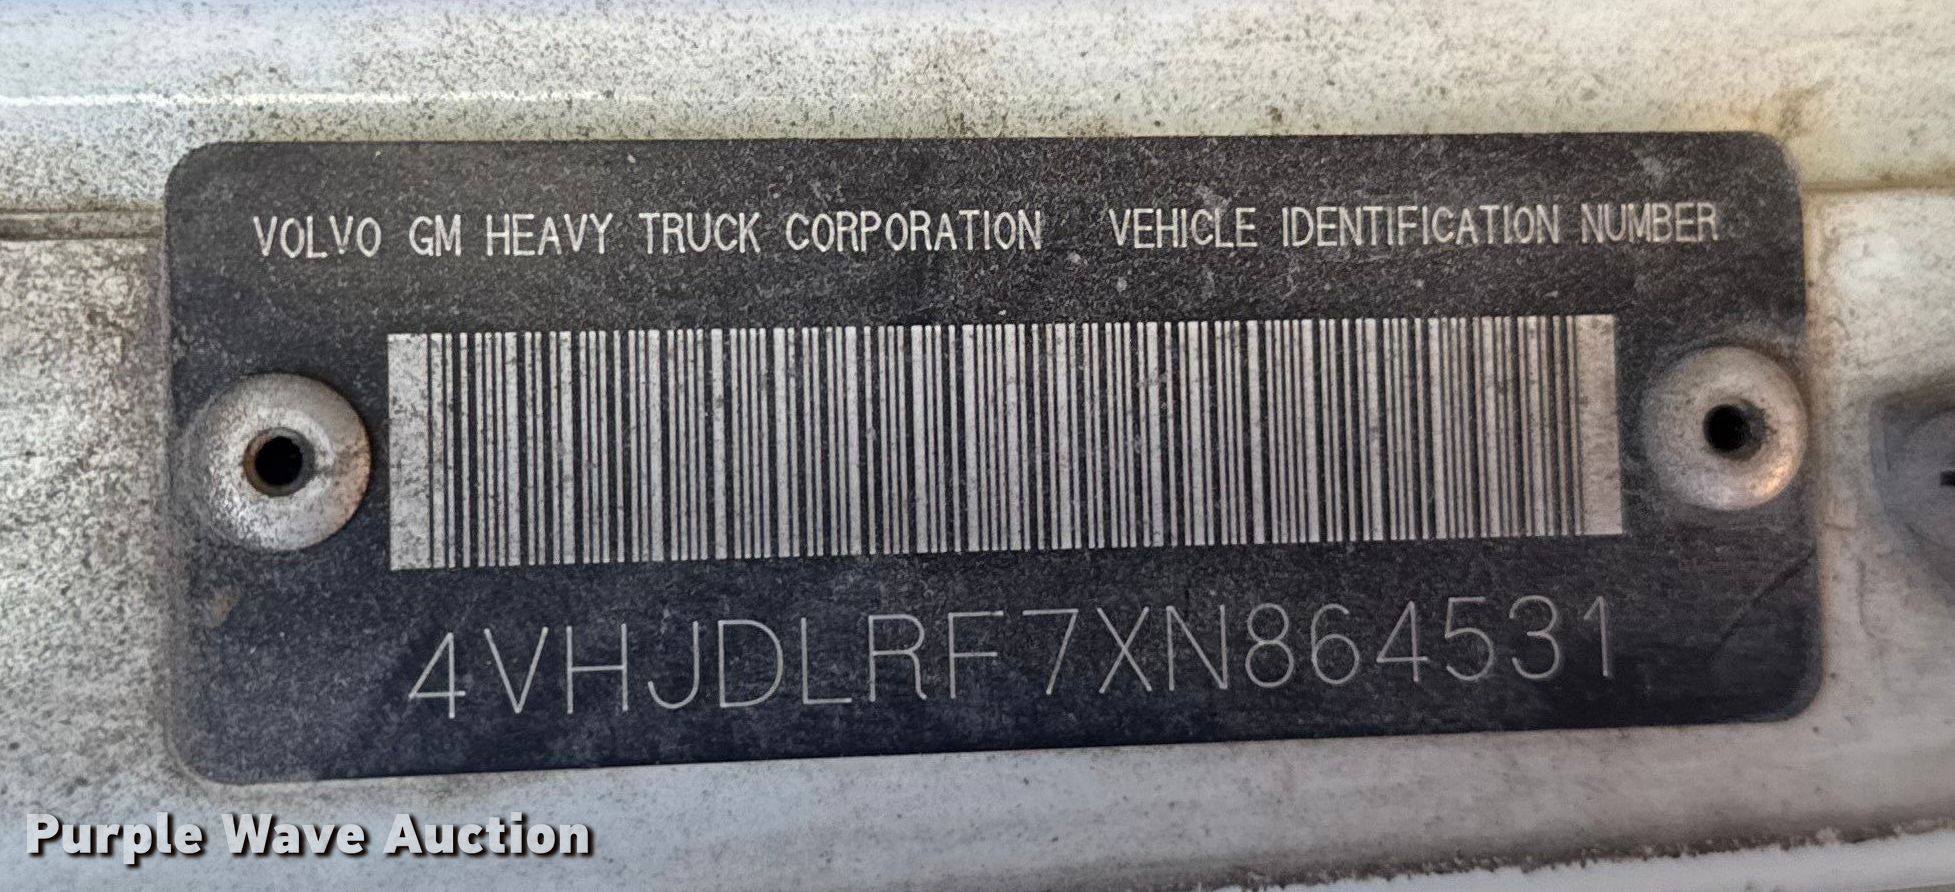 VOLVO GM HEAVY TRUCK CORPORATION VEHICLE IDENTIFICATION NUMBER
4VHJDLRF7XN864531
Purple Wave Auction